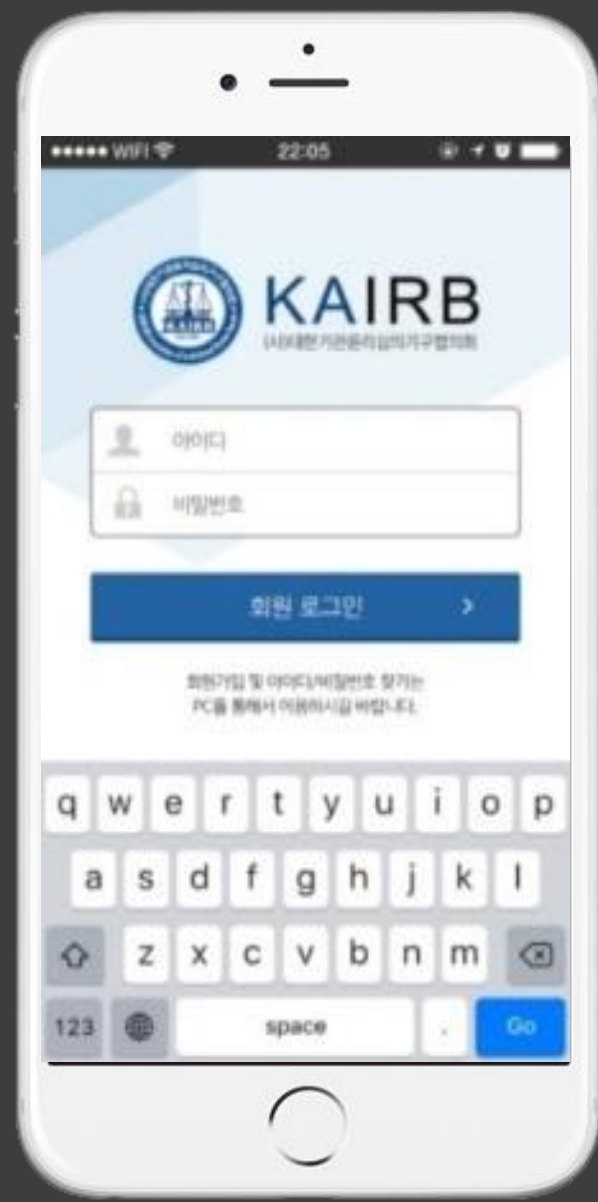 WIFI 22:05
KAIRB
KAIRB
(사)대한기관윤리심의기구협의회
아이디
비밀번호
회원 로그인 >
회원가입 및 아이디/비밀번호 찾기는
PC를 통해서 이용하시길 바랍니다.
q w e r t y u i o p
a s d f g h j k l
z x c v b n m
123 space . Go